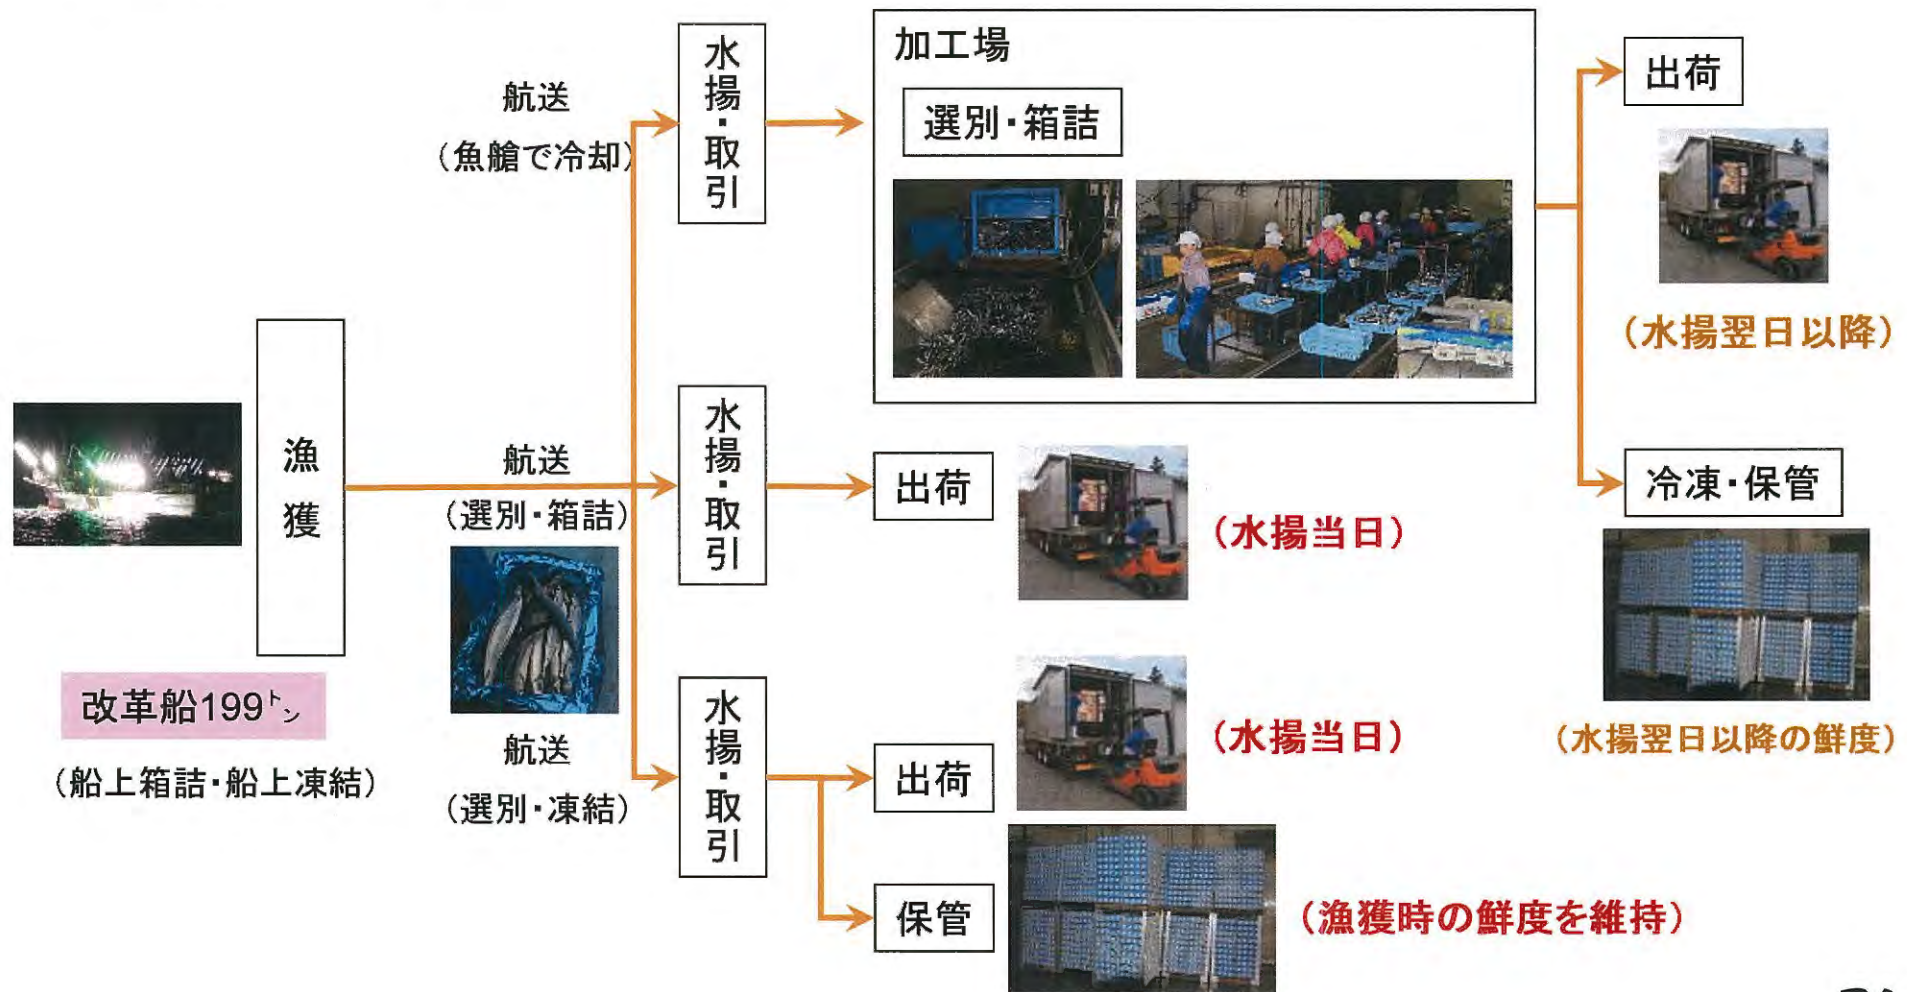 航送
（魚艙で冷却）
水揚・取引
加工場
選別・箱詰
出荷
（水揚翌日以降）
冷凍・保管
（水揚翌日以降の鮮度）
漁獲
改革船199トン
（船上箱詰・船上凍結）
航送
（選別・箱詰）
水揚・取引
出荷
（水揚当日）
航送
（選別・凍結）
水揚・取引
出荷
（水揚当日）
保管
（漁獲時の鮮度を維持）